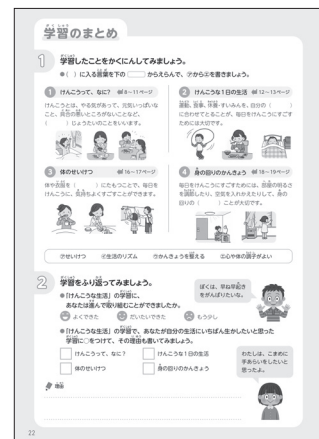 学習のまとめ
1 学習したことをかくにんしてみましょう。
●( )に入る言葉を下の からえらんで、㋐から㋓を書きましょう。
1 けんこうって、なに? 8~11ページ
けんこうとは、やる気があって、元気いっぱいな
こと、具合の悪いところがないことなど、
( )じょうたいのことをいいます。
2 けんこうな1日の生活 12~15ページ
運動、食事、休養・すいみんを、自分の( )
に合わせてとることが、毎日をけんこうにすごす
ためには大切です。
3 体のせいけつ 16~17ページ
体や衣服を( )にたもつことで、毎日を
けんこうに、気持ちよくすごすことができます。
4 身の回りのかんきょう 18~19ページ
毎日をけんこうにすごすためには、部屋の明るさ
を調節したり、空気を入れかえたりして、身の
回りの( )ことが大切です。
㋐せいけつ ㋑生活のリズム ㋒かんきょうを整える ㋓心や体の調子がよい
2 学習をふり返ってみましょう。
●「けんこうな生活」の学習に、
あなたは進んで取り組むことができましたか。
よくできた だいたいできた もう少し
ぼくは、早ね早起き
をがんばりたいな。
●「けんこうな生活」の学習で、あなたが自分の生活にいちばん生かしたいと思った
学習に○をつけて、その理由も書いてみましょう。
けんこうって、なに? けんこうな1日の生活
体のせいけつ 身の回りのかんきょう
わたしは、こまめに
手あらいをしたいと
思ったよ。
理由
22